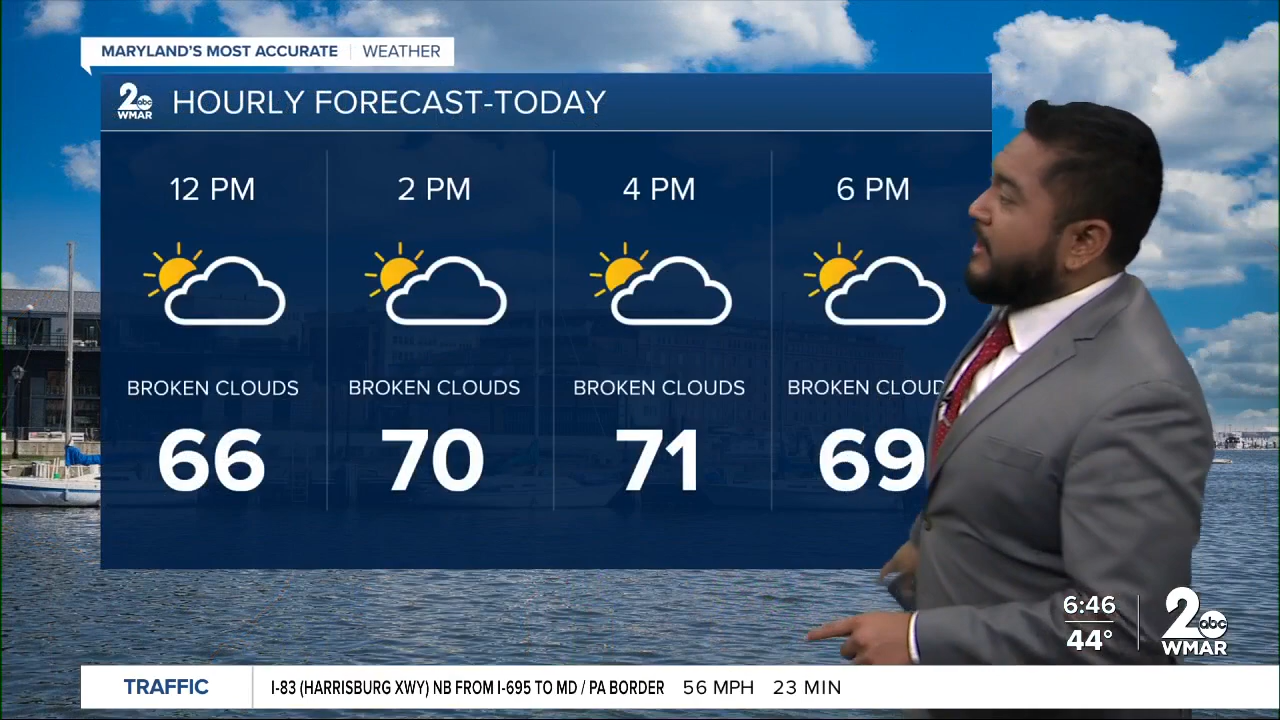 MARYLAND'S MOST ACCURATE | WEATHER
2 abc WMAR HOURLY FORECAST-TODAY
12 PM 2 PM 4 PM 6 PM
BROKEN CLOUDS BROKEN CLOUDS BROKEN CLOUDS BROKEN CLOUD
66 70 71 69
6:46
44°
2 abc
WMAR
TRAFFIC I-83 (HARRISBURG XWY) NB FROM I-695 TO MD / PA BORDER 56 MPH 23 MIN